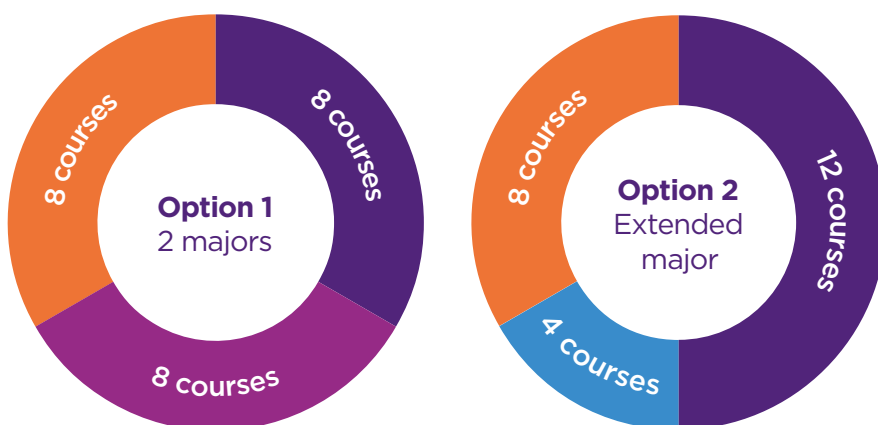 8 courses
8 courses
Option 1
2 majors
8 courses
8 courses
12 courses
Option 2
Extended
major
4 courses